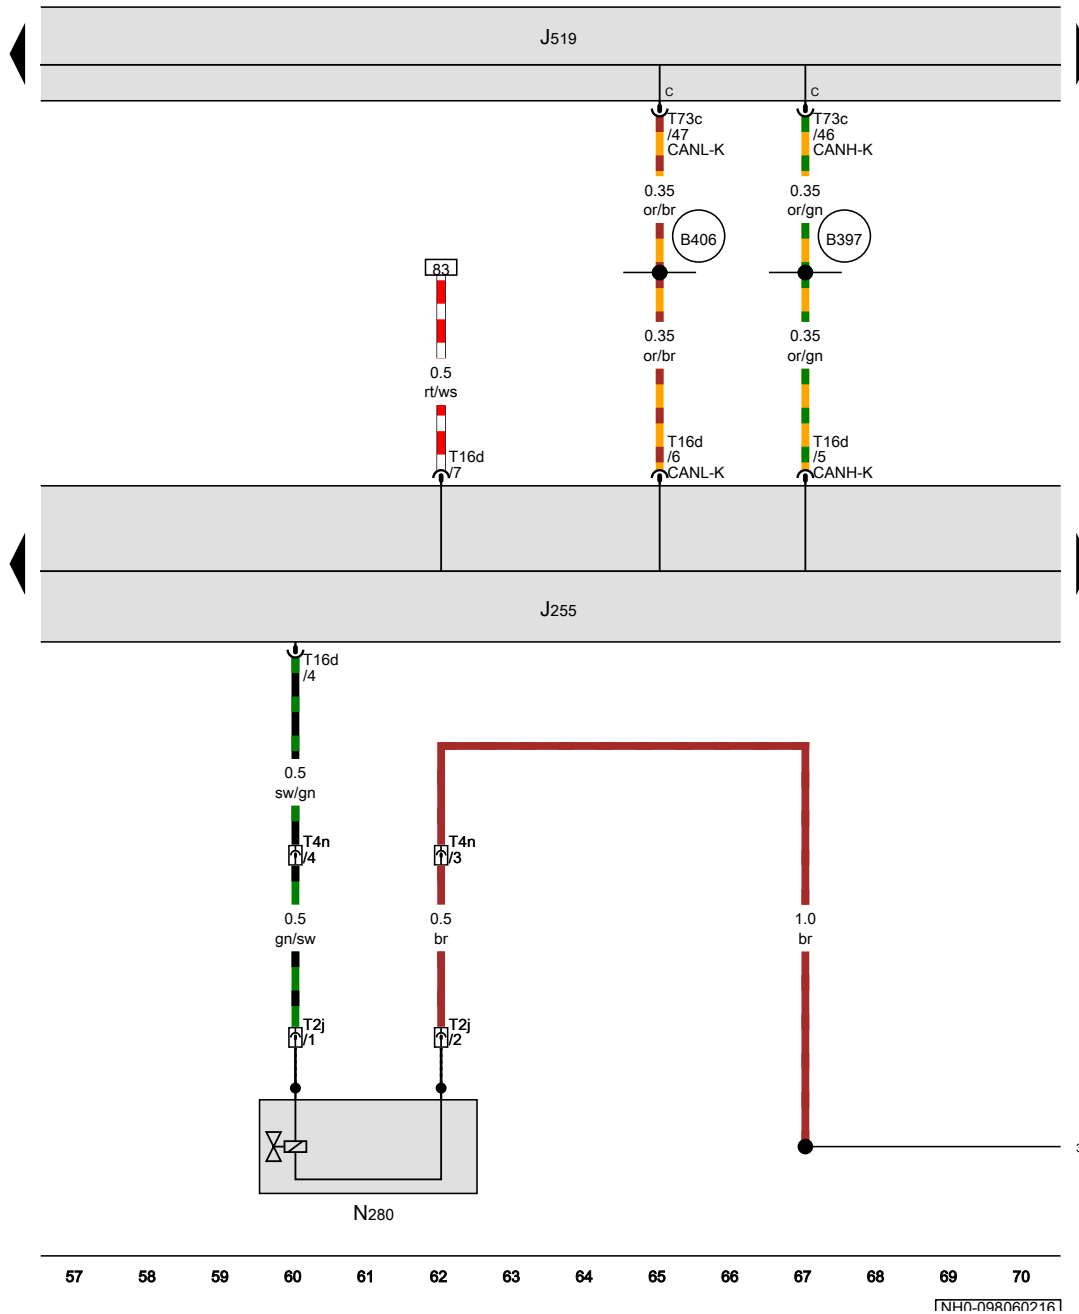 J519
c
c
T73c
/47
CANL-K
T73c
/46
CANH-K
0.35
or/br
0.35
or/gn
B406
B397
83
0.35
or/br
0.35
or/gn
0.5
rt/ws
T16d
/7
T16d
/6
CANL-K
T16d
/5
CANH-K
J255
T16d
/4
0.5
sw/gn
T4n
/4
T4n
/3
0.5
gn/sw
0.5
br
1.0
br
T2j
/1
T2j
/2
N280
57 58 59 60 61 62 63 64 65 66 67 68 69 70
NH0-098060216